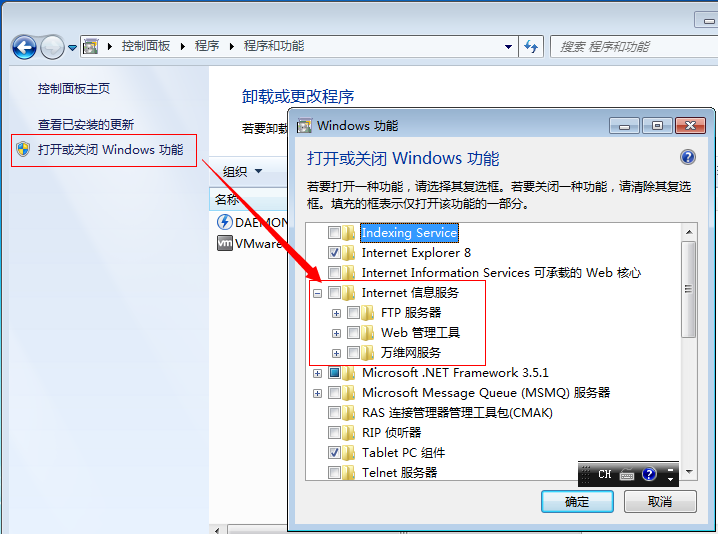 控制面板
程序
程序和功能
搜索 程序和功能
控制面板主页
查看已安装的更新
打开或关闭 Windows 功能
卸载或更改程序
若要卸载
组织
名称
DAEMON
VMware
Windows 功能
打开或关闭 Windows 功能
若要打开一种功能，请选择其复选框。若要关闭一种功能，请清除其复选
框。填充的框表示仅打开该功能的一部分。
Indexing Service
Internet Explorer 8
Internet Information Services 可承载的 Web 核心
Internet 信息服务
FTP 服务器
Web 管理工具
万维网服务
Microsoft .NET Framework 3.5.1
Microsoft Message Queue (MSMQ) 服务器
RAS 连接管理器管理工具包(CMAK)
RIP 侦听器
Tablet PC 组件
Telnet 服务器
CH
确定
取消